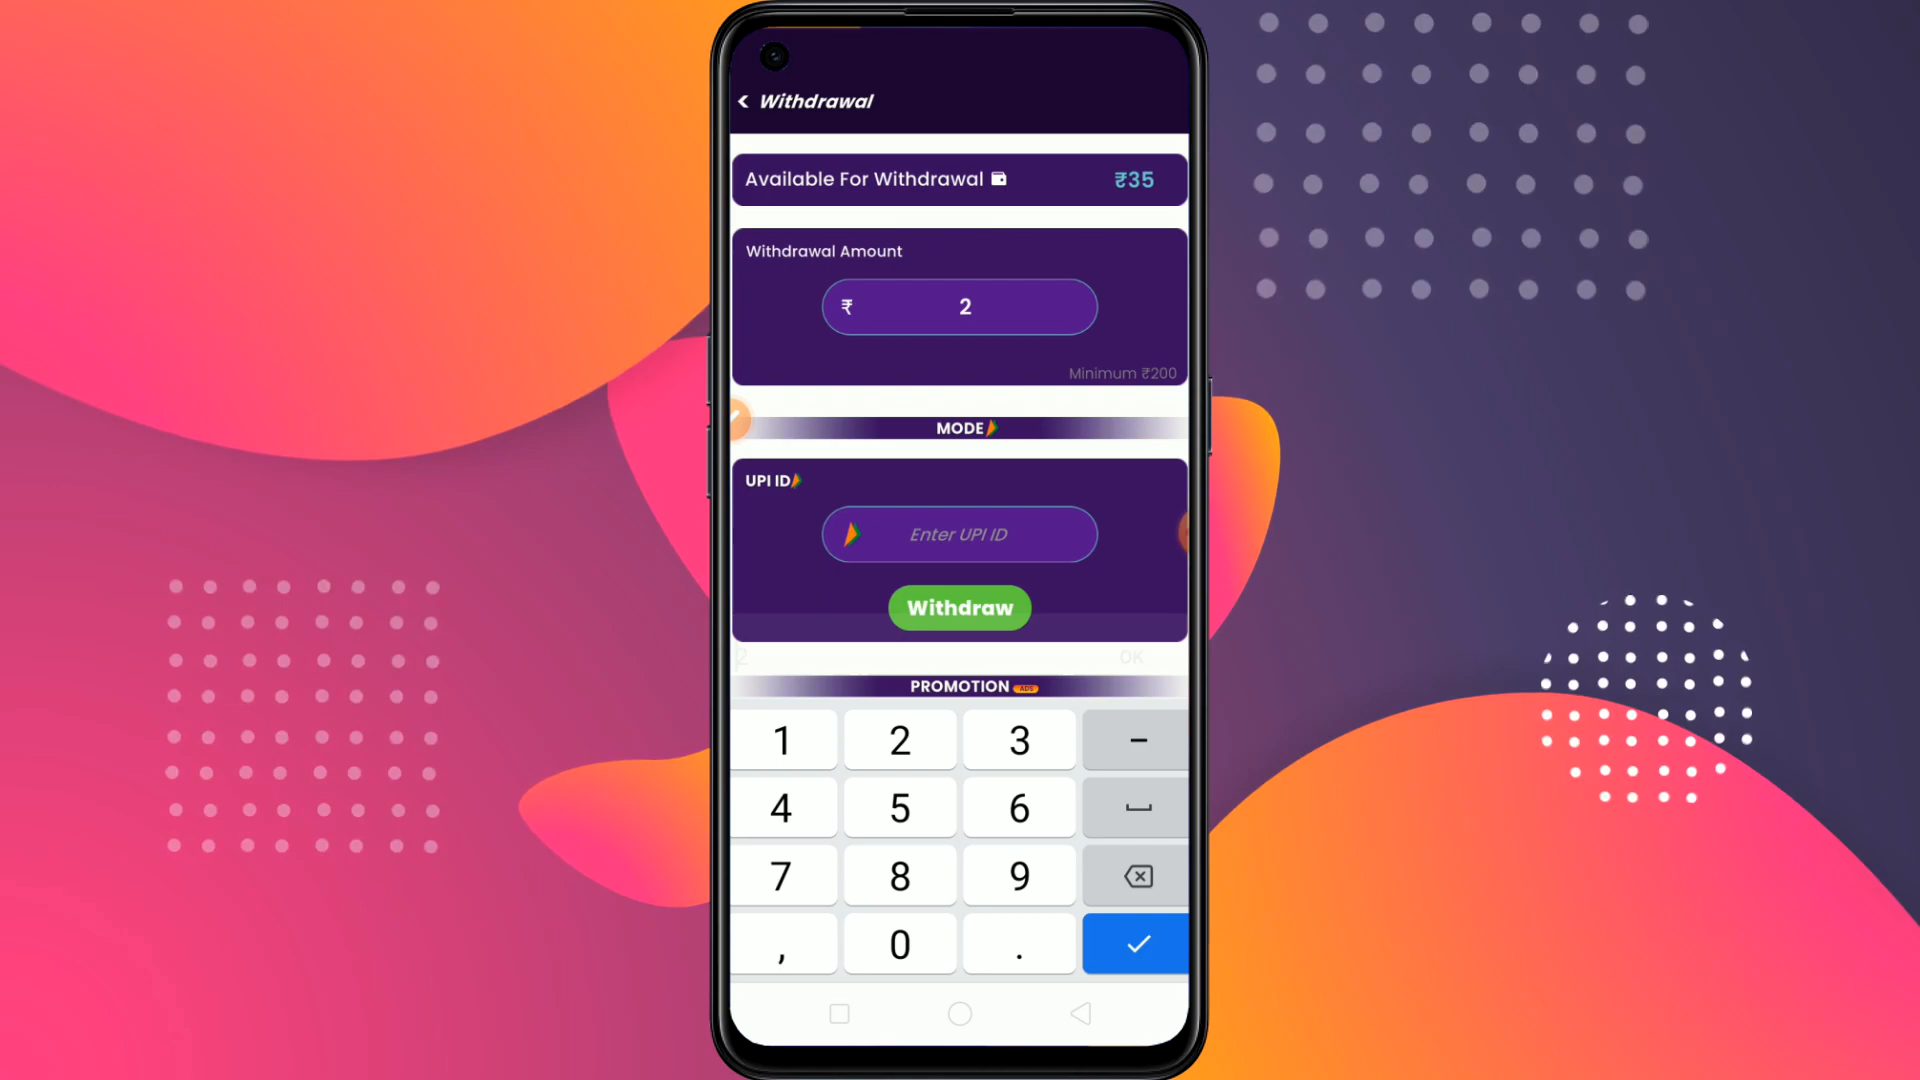 Withdrawal
Available For Withdrawal ₹35
Withdrawal Amount
₹ 2
Minimum ₹200
MODE
UPI ID
Enter UPI ID
Withdraw
2 OK
PROMOTION ADS
1 2 3 -
4 5 6
7 8 9
, 0 .